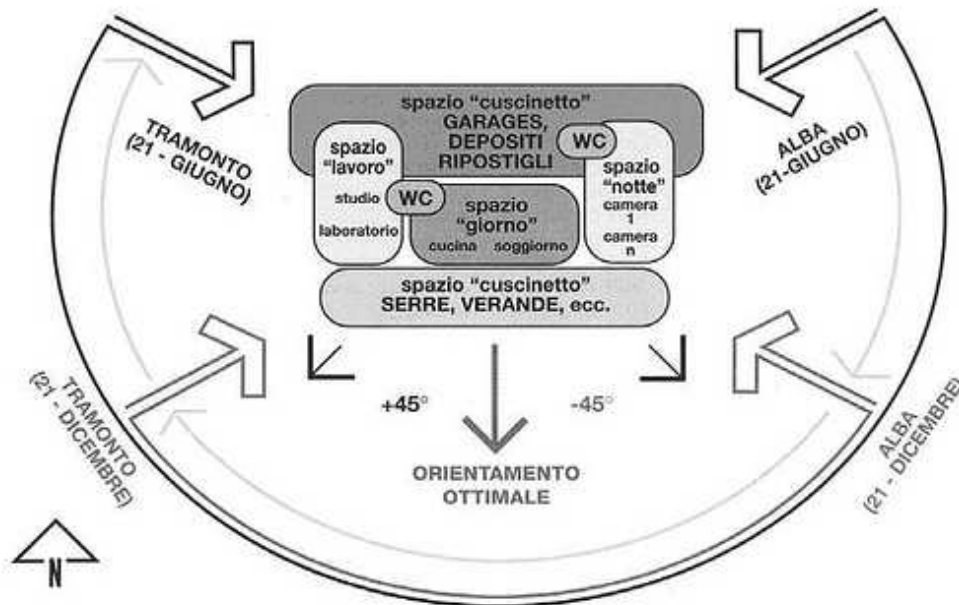 spazio "cuscinetto"
GARAGES,
DEPOSITI
RIPOSTIGLI
WC
spazio
"lavoro"
studio
laboratorio
WC
spazio
"giorno"
cucina soggiorno
spazio
"notte"
camera
1
camera
n
spazio "cuscinetto"
SERRE, VERANDE, ecc.
TRAMONTO
(21 - GIUGNO)
ALBA
(21-GIUGNO)
TRAMONTO
(21 - DICEMBRE)
ALBA
(21 - DICEMBRE)
+45°
-45°
ORIENTAMENTO
OTTIMALE
N